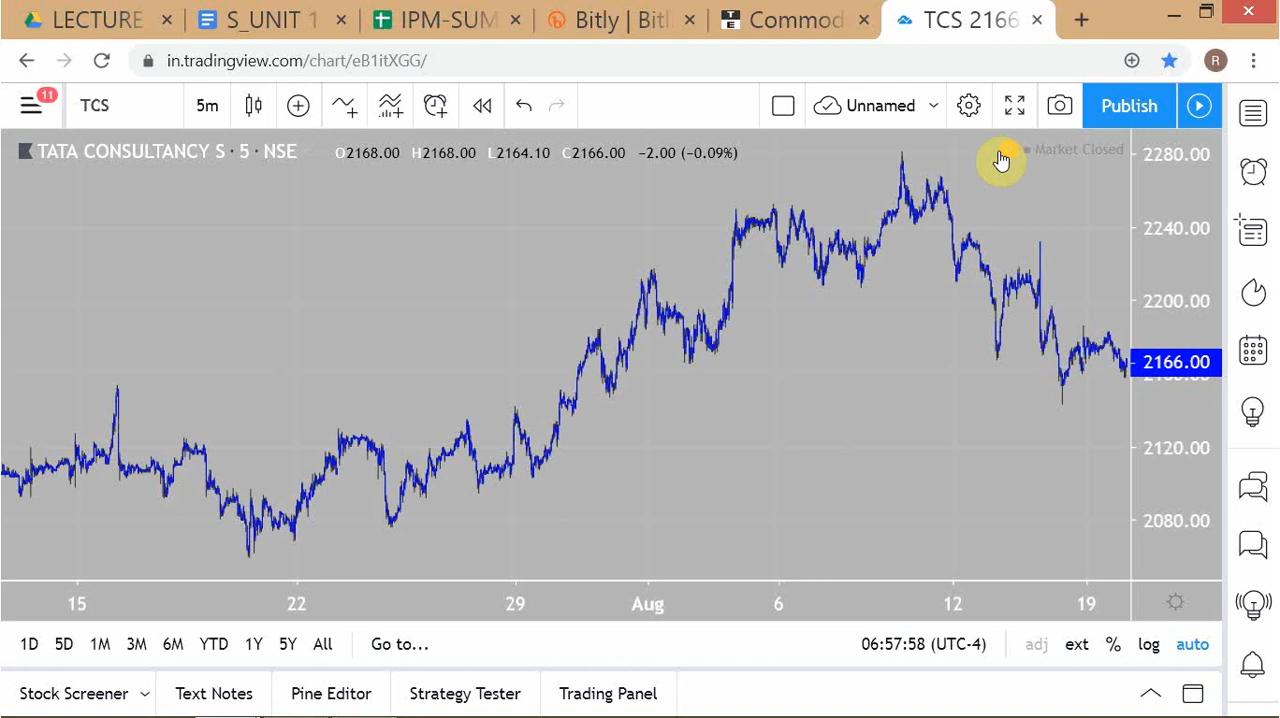 LECTURE
S_UNIT 1
IPM-SUM
Bitly | Bitl
Commod
TCS 2166
in.tradingview.com/chart/eB1itXGG/
R
11
TCS
5m
Unnamed
Publish
TATA CONSULTANCY S · 5 · NSE
O2168.00 H2168.00 L2164.10 C2166.00 −2.00 (−0.09%)
Market Closed
2280.00
2240.00
2200.00
2166.00
2120.00
2080.00
15 22 29 Aug 6 12 19
1D 5D 1M 3M 6M YTD 1Y 5Y All Go to...
06:57:58 (UTC-4) adj ext % log auto
Stock Screener Text Notes Pine Editor Strategy Tester Trading Panel